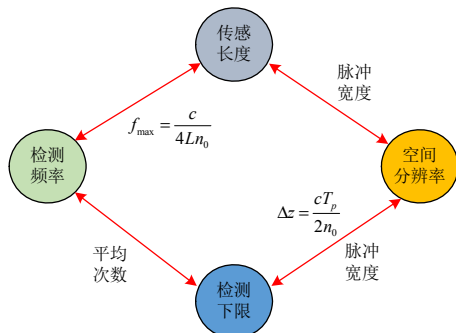 传感
长度
脉冲
宽度
f_max = c / 4Ln_0
检测
频率
空间
分辨率
Δz = cT_p / 2n_0
脉冲
宽度
平均
次数
检测
下限